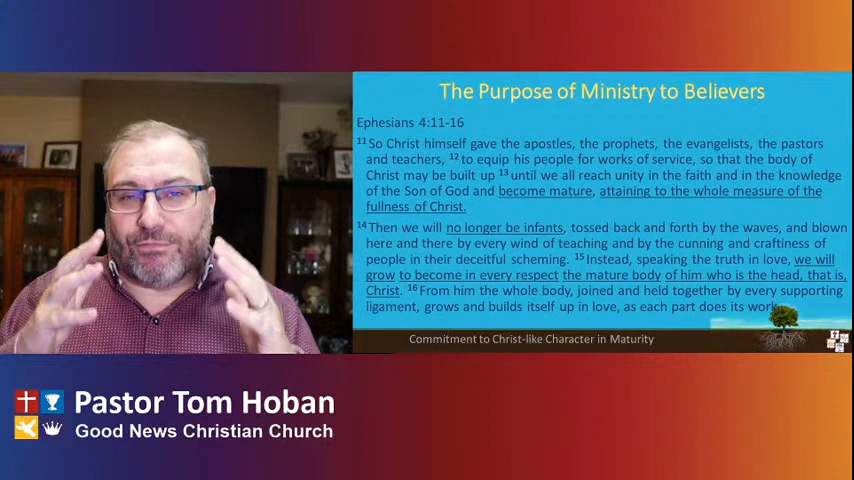 The Purpose of Ministry to Believers
Ephesians 4:11-16
11 So Christ himself gave the apostles, the prophets, the evangelists, the pastors
and teachers, 12 to equip his people for works of service, so that the body of
Christ may be built up 13 until we all reach unity in the faith and in the knowledge
of the Son of God and become mature, attaining to the whole measure of the
fullness of Christ.
14 Then we will no longer be infants, tossed back and forth by the waves, and blown
here and there by every wind of teaching and by the cunning and craftiness of
people in their deceitful scheming. 15 Instead, speaking the truth in love, we will
grow to become in every respect the mature body of him who is the head, that is,
Christ. 16 From him the whole body, joined and held together by every supporting
ligament, grows and builds itself up in love, as each part does its work.
Commitment to Christ-like Character in Maturity
Pastor Tom Hoban
Good News Christian Church